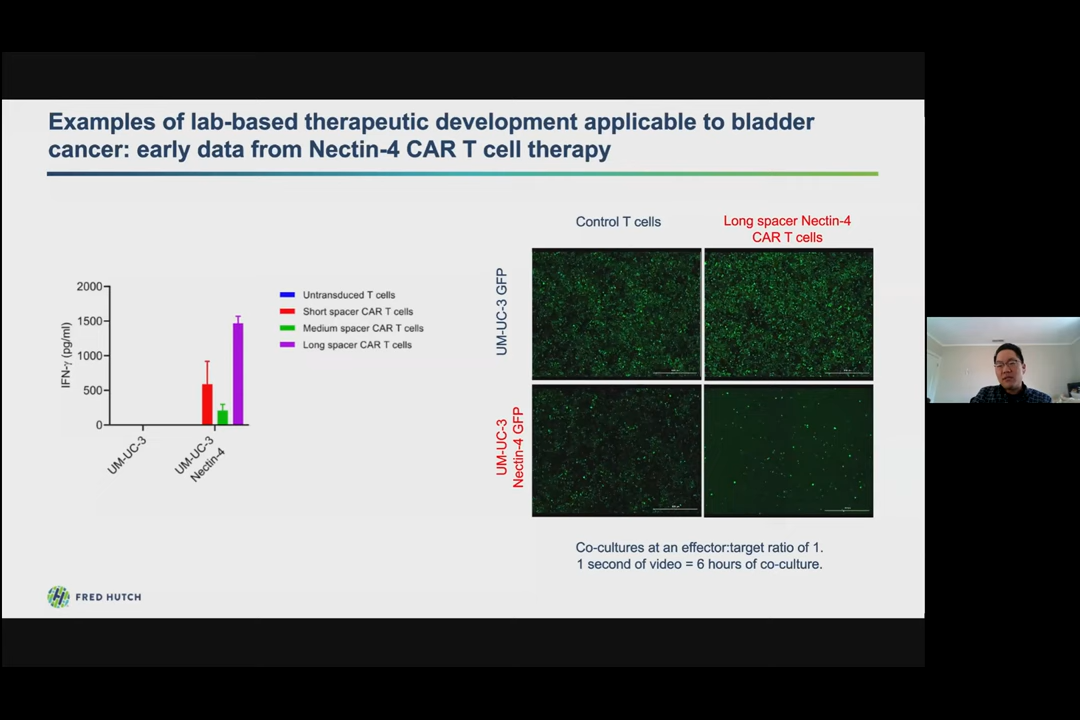 Examples of lab-based therapeutic development applicable to bladder
cancer: early data from Nectin-4 CAR T cell therapy
IFN-γ (pg/ml)
2000
1500
1000
500
0
UM-UC-3
UM-UC-3
Nectin-4
Untransduced T cells
Short spacer CAR T cells
Medium spacer CAR T cells
Long spacer CAR T cells
Control T cells
Long spacer Nectin-4
CAR T cells
UM-UC-3 GFP
UM-UC-3
Nectin-4 GFP
Co-cultures at an effector:target ratio of 1.
1 second of video = 6 hours of co-culture.
FRED HUTCH